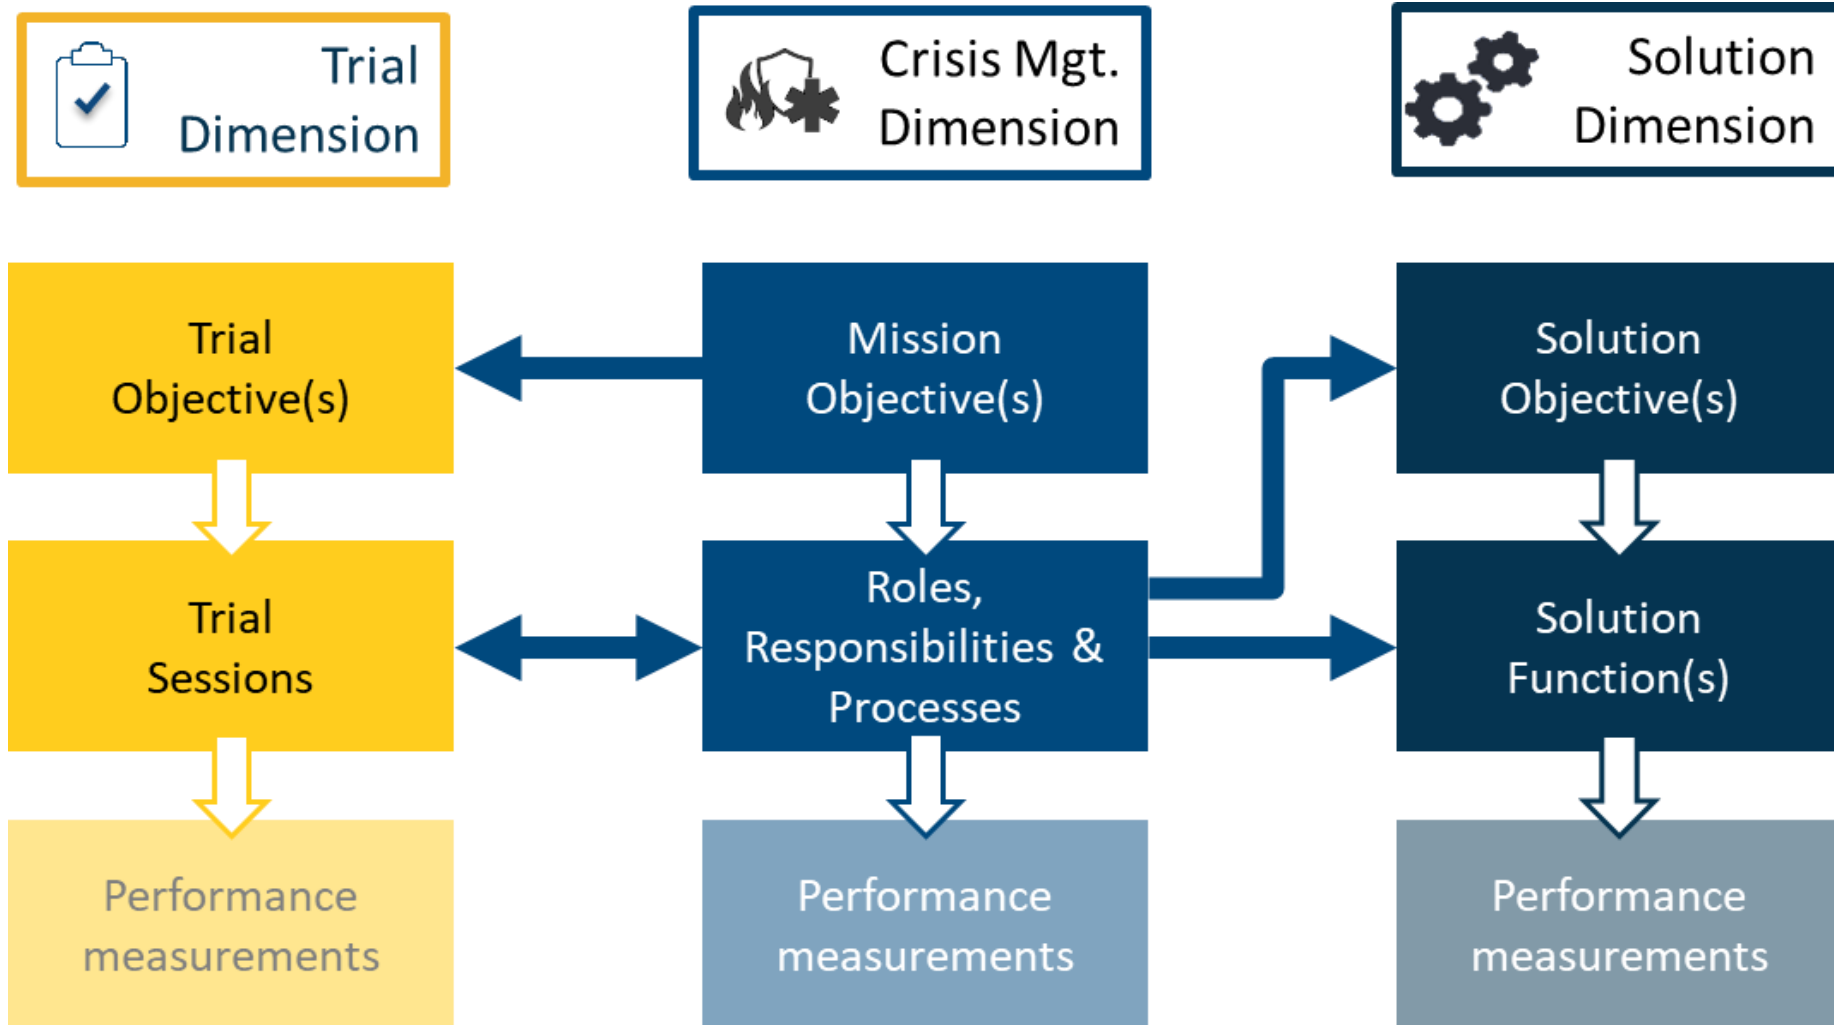 Trial
Dimension
Crisis Mgt.
Dimension
Solution
Dimension
Trial
Objective(s)
Mission
Objective(s)
Solution
Objective(s)
Trial
Sessions
Roles,
Responsibilities &
Processes
Solution
Function(s)
Performance
measurements
Performance
measurements
Performance
measurements